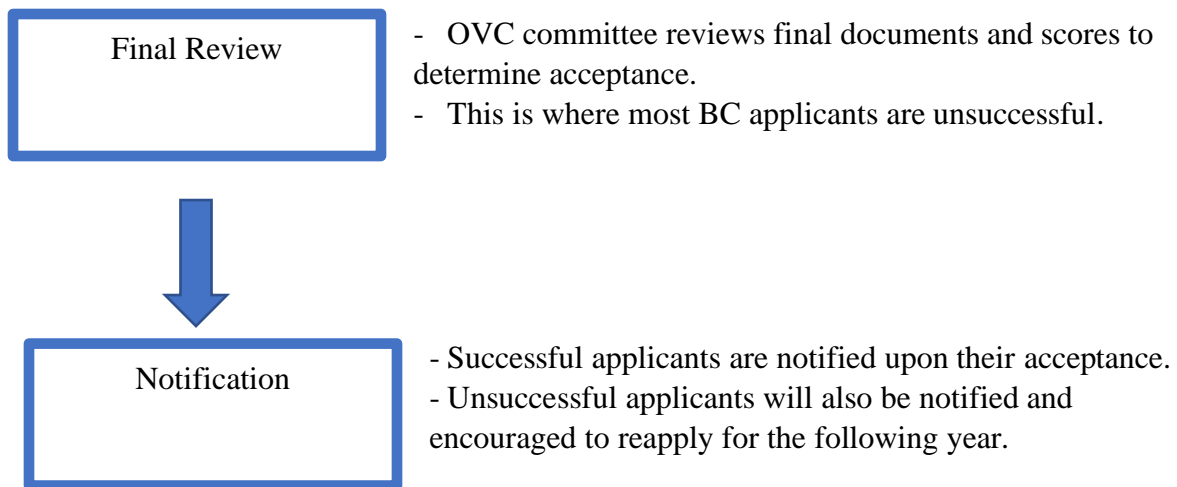 Final Review
- OVC committee reviews final documents and scores to
determine acceptance.
- This is where most BC applicants are unsuccessful.
Notification
- Successful applicants are notified upon their acceptance.
- Unsuccessful applicants will also be notified and
encouraged to reapply for the following year.